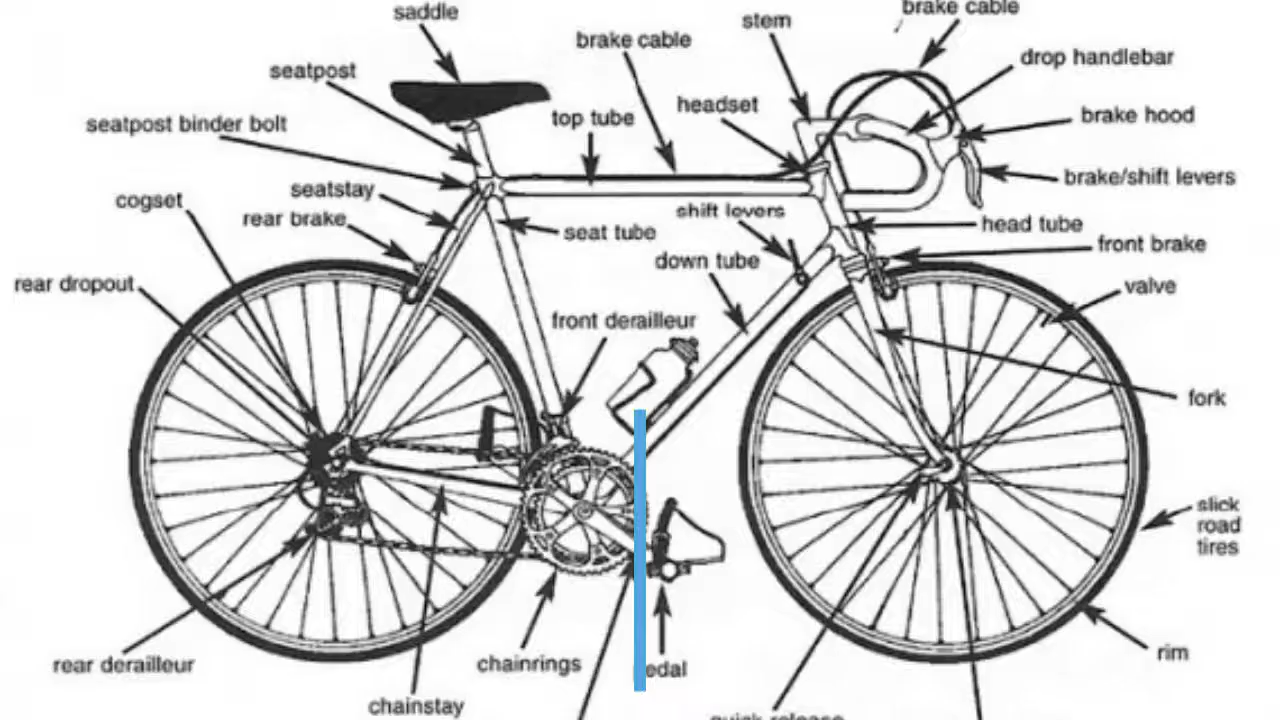 brake cable
saddle
stem
brake cable
drop handlebar
seatpost
headset
brake hood
top tube
seatpost binder bolt
brake/shift levers
seatstay
cogset
shift levers
rear brake
head tube
seat tube
front brake
down tube
rear dropout
valve
front derailleur
fork
slick
road
tires
rim
chainrings
rear derailleur
chainstay